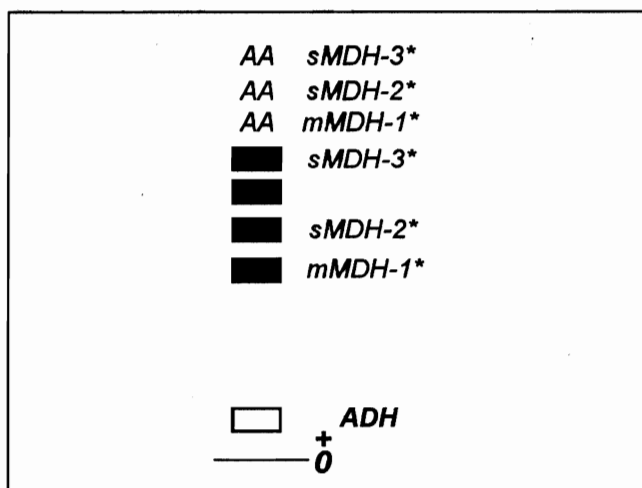 AA sMDH-3*
AA sMDH-2*
AA mMDH-1*
sMDH-3*
sMDH-2*
mMDH-1*
ADH
+
0